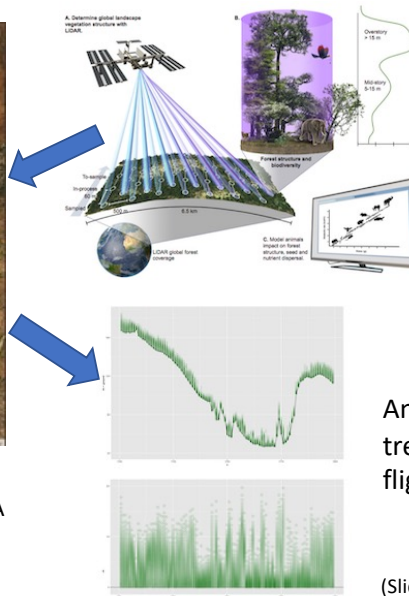 A. Determine global landscape
vegetation structure with
LiDAR.
B.
Overstory
> 15 m
Midstory
5-15 m
Forest structure and
biodiversity
To-sample
In-process
60 m
Sampled
500 m
6.5 km
LiDAR global forest
coverage
C. Model animals
impact on forest
structure, seed and
nutrient dispersal.
An
tre
flig
A
(Slid